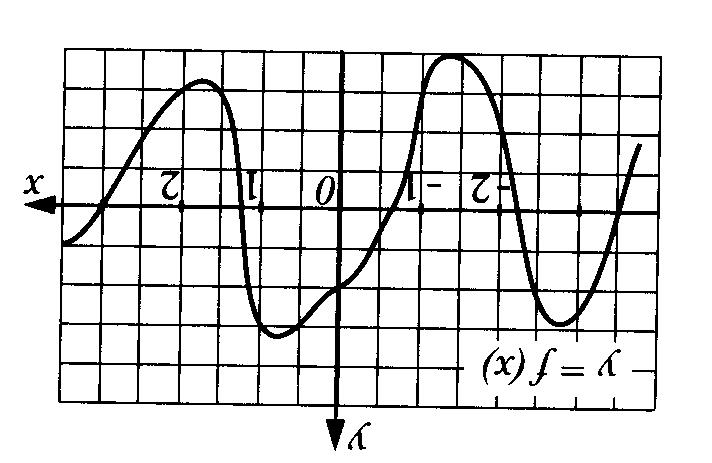 y
y = f(x)
-2 -1 0 1 2 x